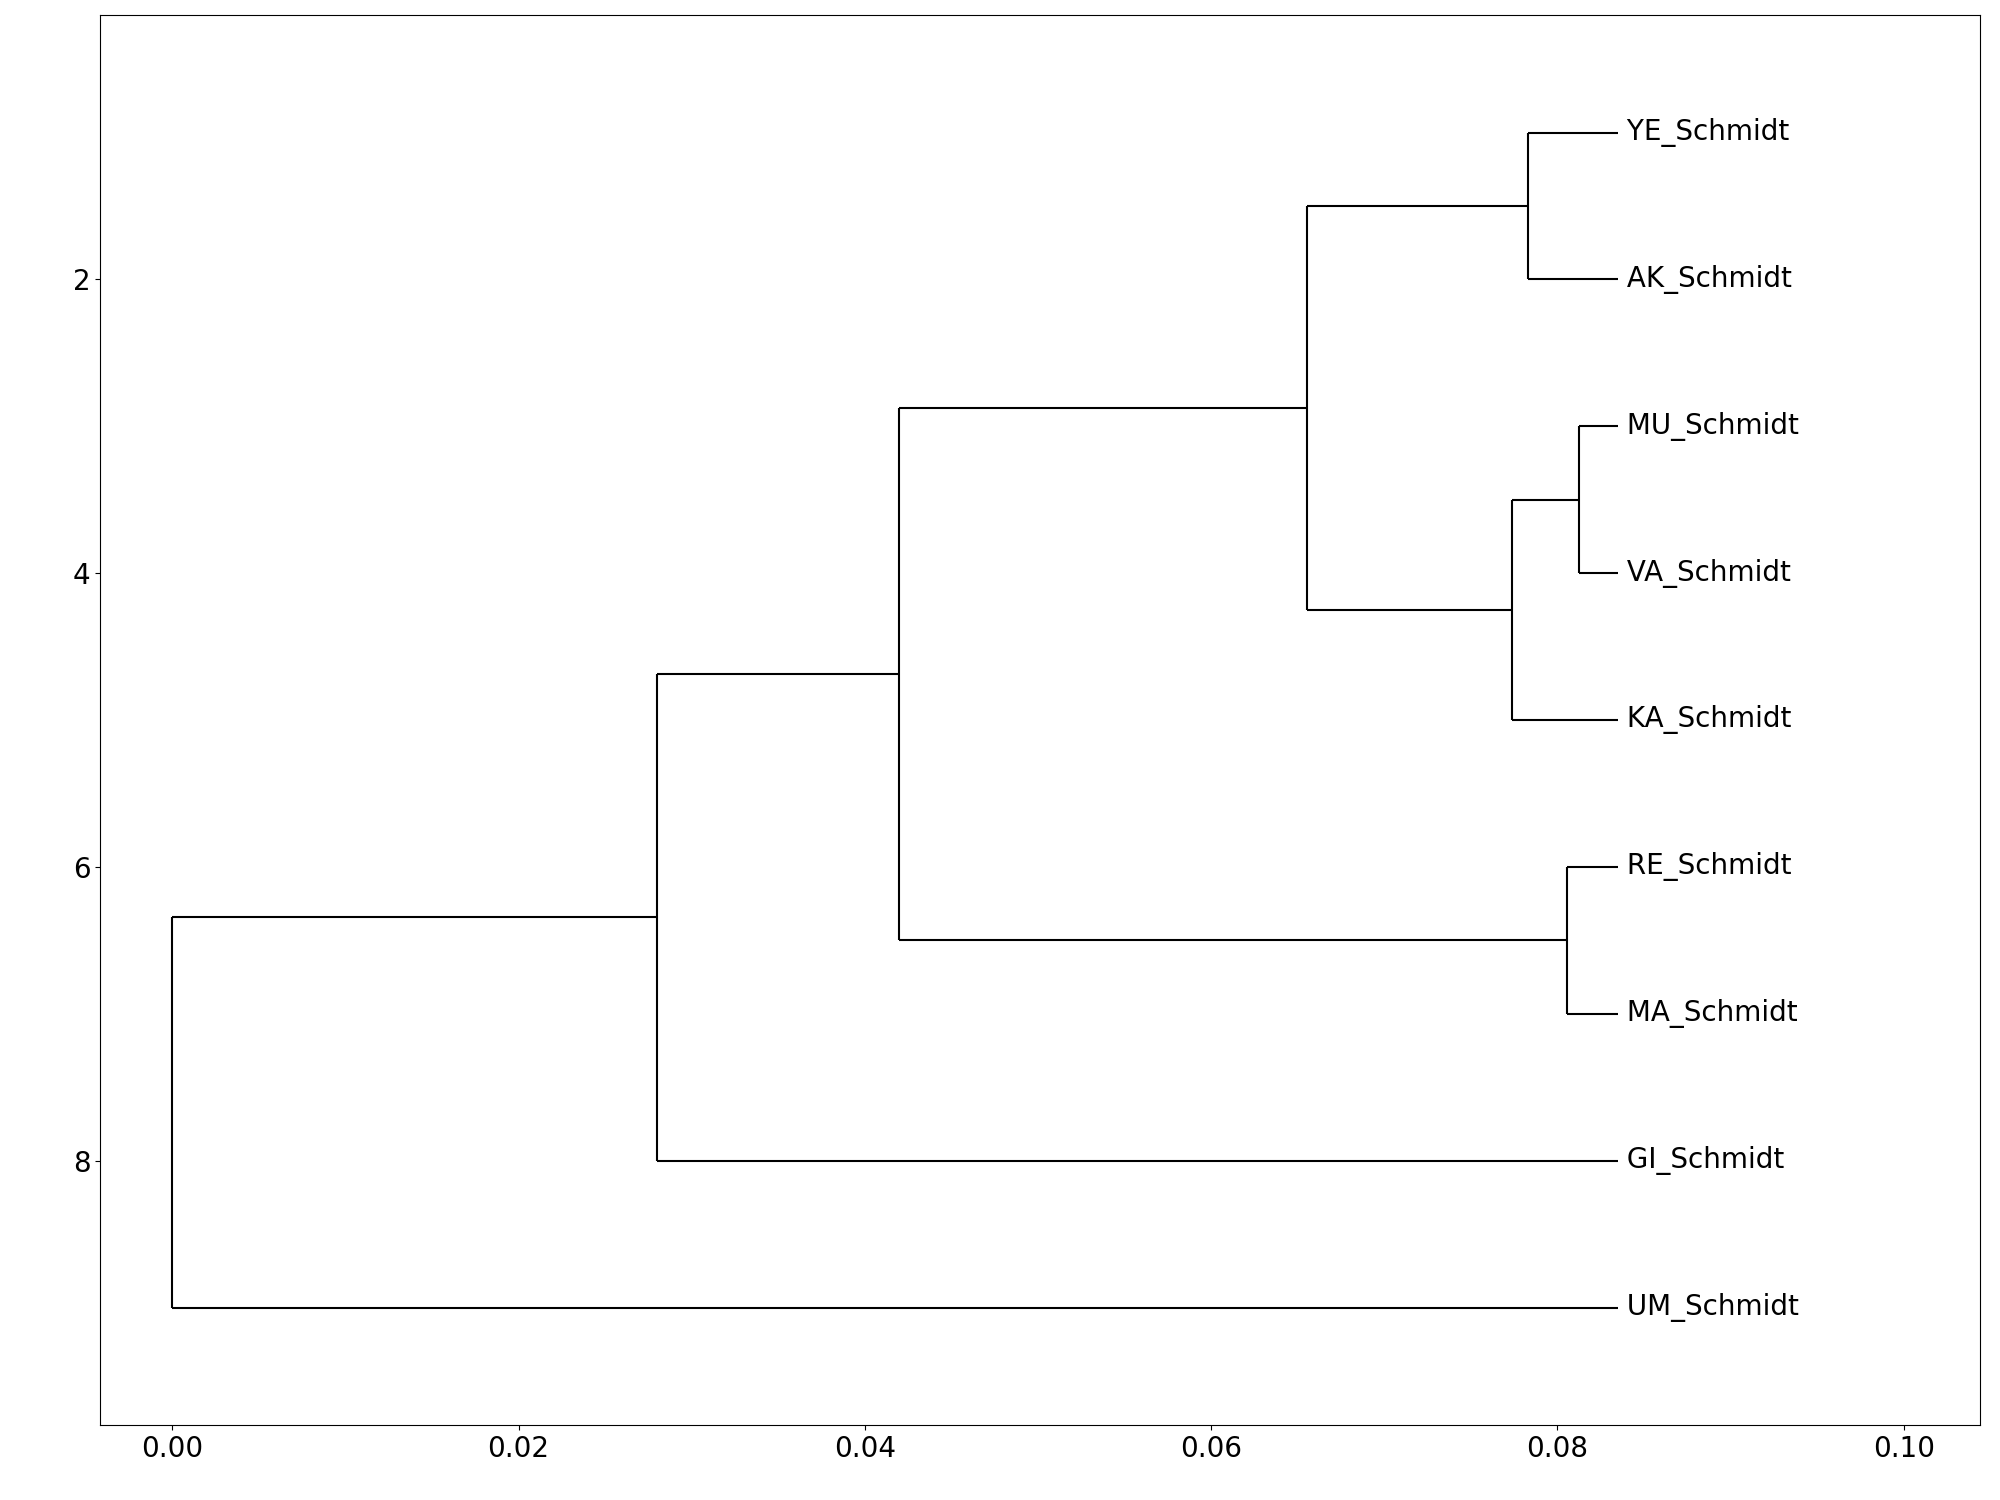 YE_Schmidt
AK_Schmidt
2
MU_Schmidt
VA_Schmidt
4
KA_Schmidt
RE_Schmidt
6
MA_Schmidt
GI_Schmidt
8
UM_Schmidt
0.00 0.02 0.04 0.06 0.08 0.10